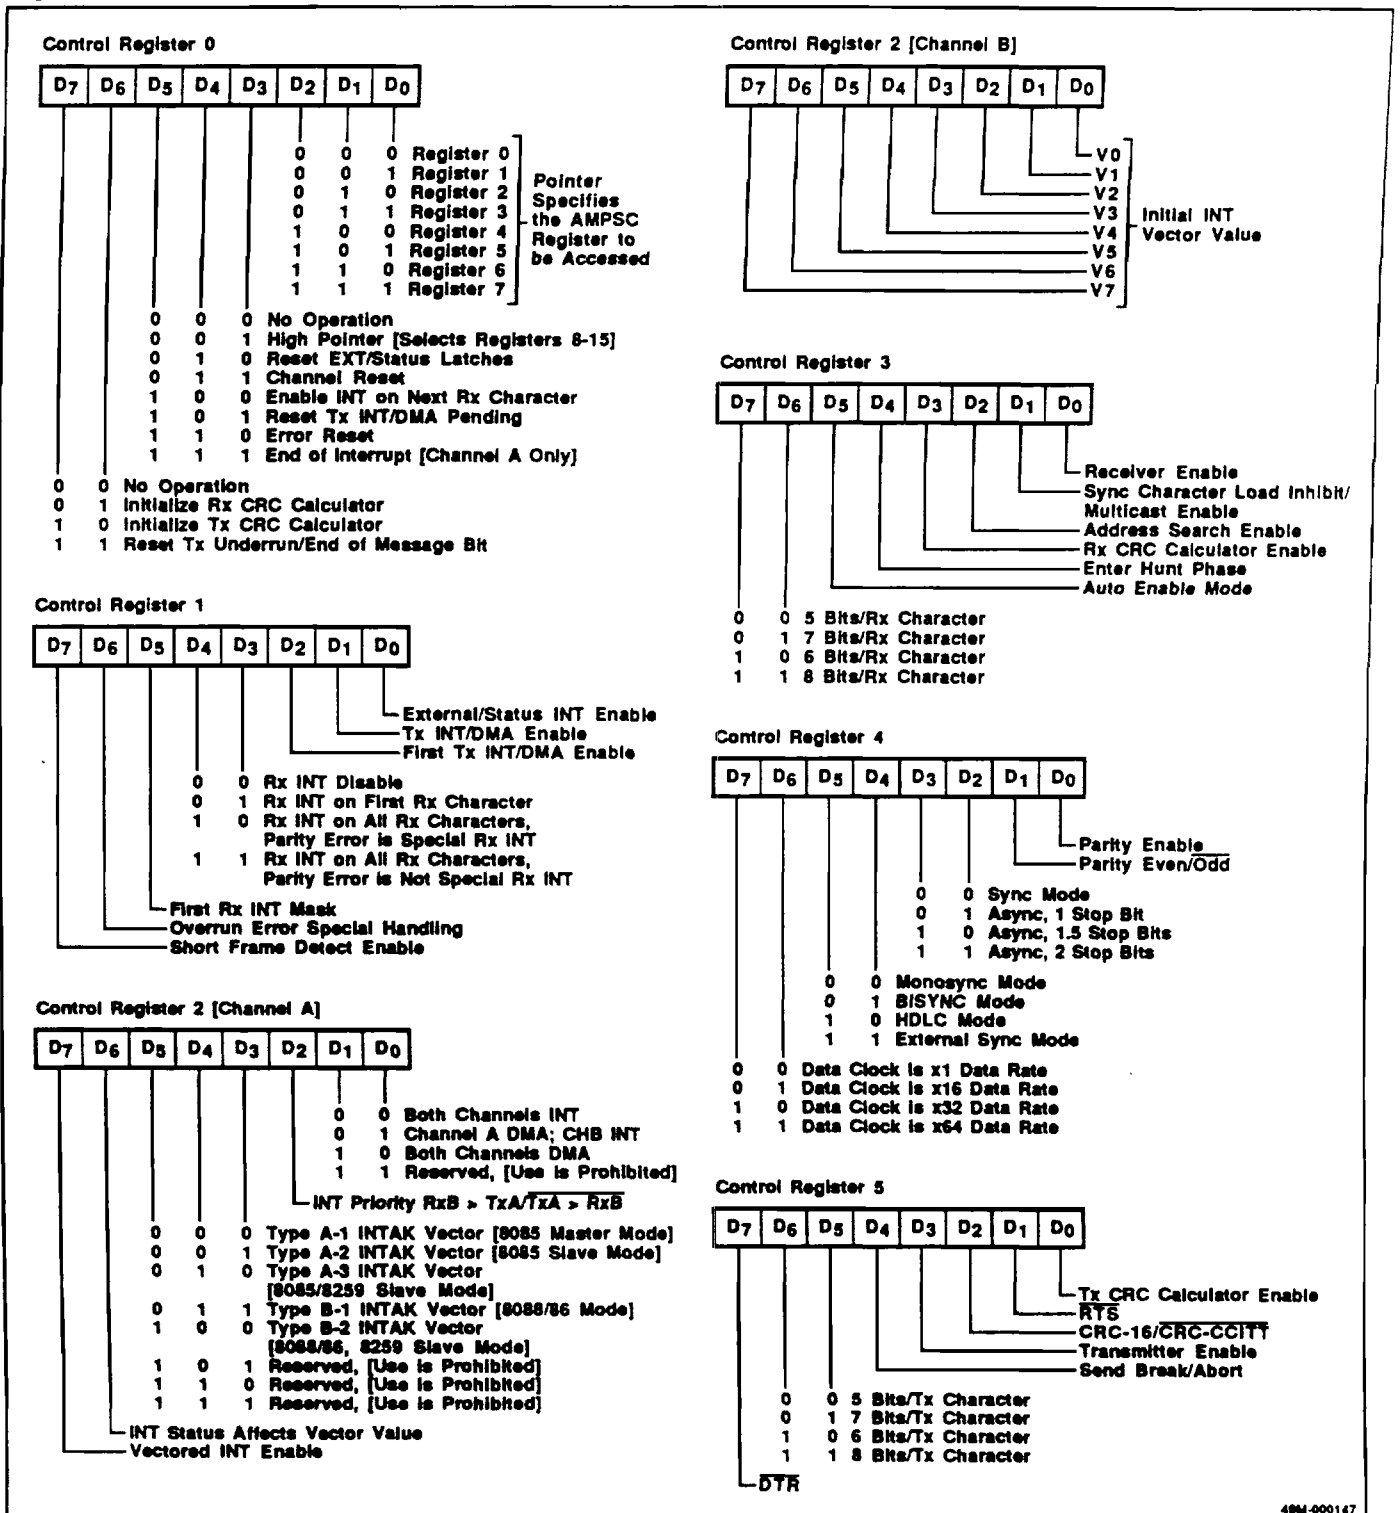 Control Register 0
D7 D6 D5 D4 D3 D2 D1 D0
0 0 0 Register 0
0 0 1 Register 1
0 1 0 Register 2
0 1 1 Register 3
1 0 0 Register 4
1 0 1 Register 5
1 1 0 Register 6
1 1 1 Register 7
Pointer
Specifies
the AMPSC
Register to
be Accessed
0 0 0 No Operation
0 0 1 High Pointer [Selects Registers 8-15]
0 1 0 Reset EXT/Status Latches
0 1 1 Channel Reset
1 0 0 Enable INT on Next Rx Character
1 0 1 Reset Tx INT/DMA Pending
1 1 0 Error Reset
1 1 1 End of Interrupt [Channel A Only]
0 0 No Operation
0 1 Initialize Rx CRC Calculator
1 0 Initialize Tx CRC Calculator
1 1 Reset Tx Underrun/End of Message Bit
Control Register 1
D7 D6 D5 D4 D3 D2 D1 D0
External/Status INT Enable
Tx INT/DMA Enable
First Tx INT/DMA Enable
0 0 Rx INT Disable
0 1 Rx INT on First Rx Character
1 0 Rx INT on All Rx Characters,
Parity Error is Special Rx INT
1 1 Rx INT on All Rx Characters,
Parity Error is Not Special Rx INT
First Rx INT Mask
Overrun Error Special Handling
Short Frame Detect Enable
Control Register 2 [Channel A]
D7 D6 D5 D4 D3 D2 D1 D0
0 0 Both Channels INT
0 1 Channel A DMA; CHB INT
1 0 Both Channels DMA
1 1 Reserved, [Use is Prohibited]
INT Priority RxB > TxA/TxA > RxB
0 0 0 Type A-1 INTAK Vector [8085 Master Mode]
0 0 1 Type A-2 INTAK Vector [8085 Slave Mode]
0 1 0 Type A-3 INTAK Vector
[8085/8259 Slave Mode]
0 1 1 Type B-1 INTAK Vector [8088/86 Mode]
1 0 0 Type B-2 INTAK Vector
[8088/86, 8259 Slave Mode]
1 0 1 Reserved, [Use is Prohibited]
1 1 0 Reserved, [Use is Prohibited]
1 1 1 Reserved, [Use is Prohibited]
INT Status Affects Vector Value
Vectored INT Enable
Control Register 2 [Channel B]
D7 D6 D5 D4 D3 D2 D1 D0
V0
V1
V2
V3
V4
V5
V6
V7
Initial INT
Vector Value
Control Register 3
D7 D6 D5 D4 D3 D2 D1 D0
Receiver Enable
Sync Character Load Inhibit/
Multicast Enable
Address Search Enable
Rx CRC Calculator Enable
Enter Hunt Phase
Auto Enable Mode
0 0 5 Bits/Rx Character
0 1 7 Bits/Rx Character
1 0 6 Bits/Rx Character
1 1 8 Bits/Rx Character
Control Register 4
D7 D6 D5 D4 D3 D2 D1 D0
Parity Enable
Parity Even/Odd
0 0 Sync Mode
0 1 Async, 1 Stop Bit
1 0 Async, 1.5 Stop Bits
1 1 Async, 2 Stop Bits
0 0 Monosync Mode
0 1 BISYNC Mode
1 0 HDLC Mode
1 1 External Sync Mode
0 0 Data Clock is x1 Data Rate
0 1 Data Clock is x16 Data Rate
1 0 Data Clock is x32 Data Rate
1 1 Data Clock is x64 Data Rate
Control Register 5
D7 D6 D5 D4 D3 D2 D1 D0
Tx CRC Calculator Enable
RTS
CRC-16/CRC-CCITT
Transmitter Enable
Send Break/Abort
0 0 5 Bits/Tx Character
0 1 7 Bits/Tx Character
1 0 6 Bits/Tx Character
1 1 8 Bits/Tx Character
DTR
49M-000147